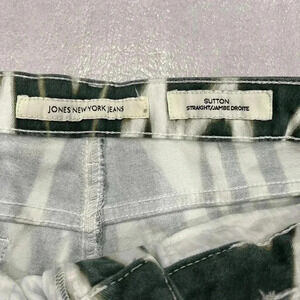 JONES NEW YORK JEANS
SUTTON
STRAIGHT/JAMBE DROITE